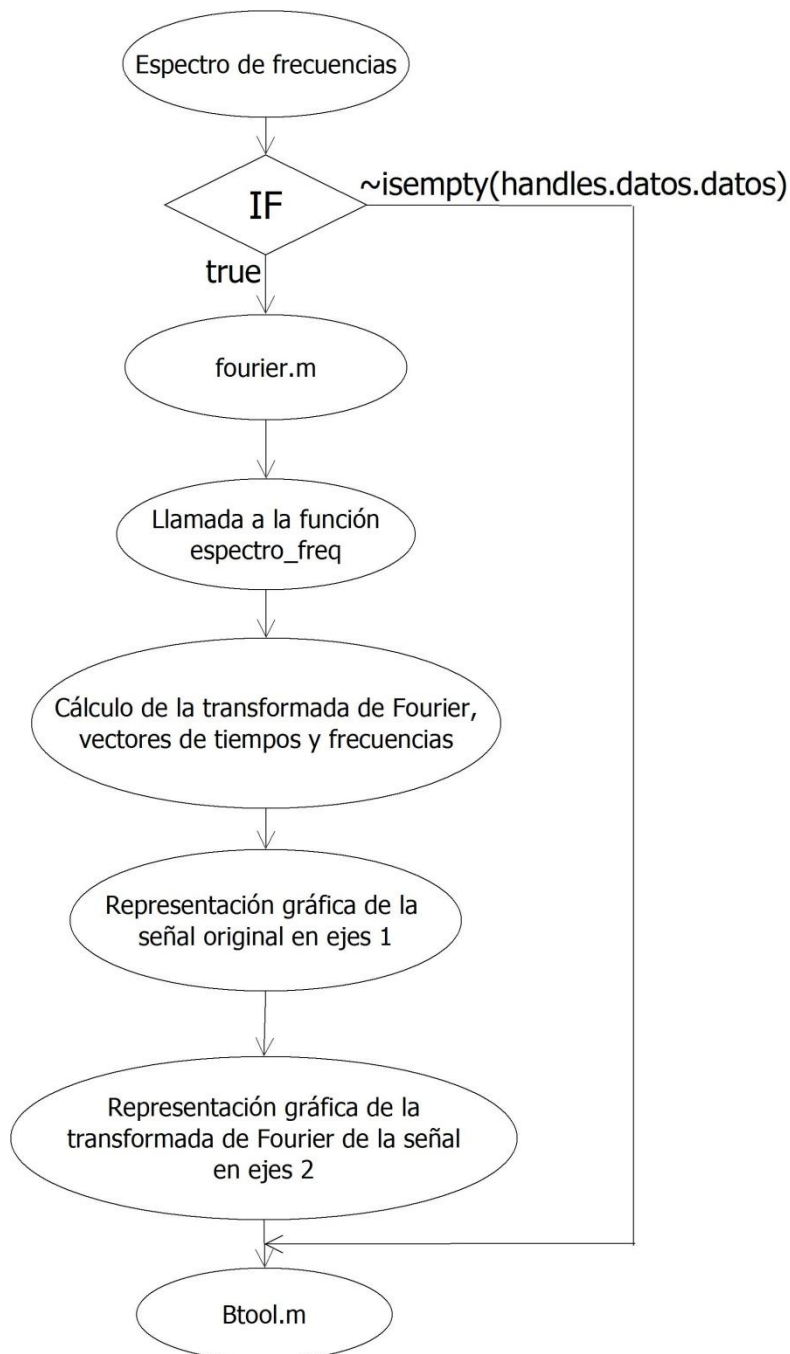 Espectro de frecuencias
~isempty(handles.datos.datos)
IF
true
fourier.m
Llamada a la función
espectro_freq
Cálculo de la transformada de Fourier,
vectores de tiempos y frecuencias
Representación gráfica de la
señal original en ejes 1
Representación gráfica de la
transformada de Fourier de la señal
en ejes 2
Btool.m